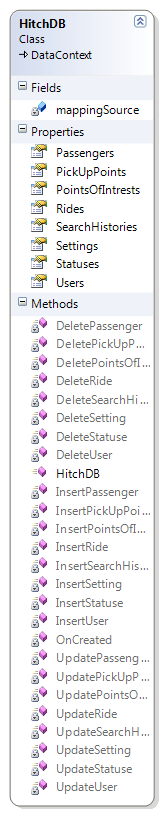 HitchDB
Class
DataContext
Fields
mappingSource
Properties
Passengers
PickUpPoints
PointsOfIntrests
Rides
SearchHistories
Settings
Statuses
Users
Methods
DeletePassenger
DeletePickUpP...
DeletePointsOfI...
DeleteRide
DeleteSearchHi...
DeleteSetting
DeleteStatuse
DeleteUser
HitchDB
InsertPassenger
InsertPickUpPoi...
InsertPointsOfI...
InsertRide
InsertSearchHis...
InsertSetting
InsertStatuse
InsertUser
OnCreated
UpdatePasseng...
UpdatePickUpP...
UpdatePointsO...
UpdateRide
UpdateSearchH...
UpdateSetting
UpdateStatuse
UpdateUser